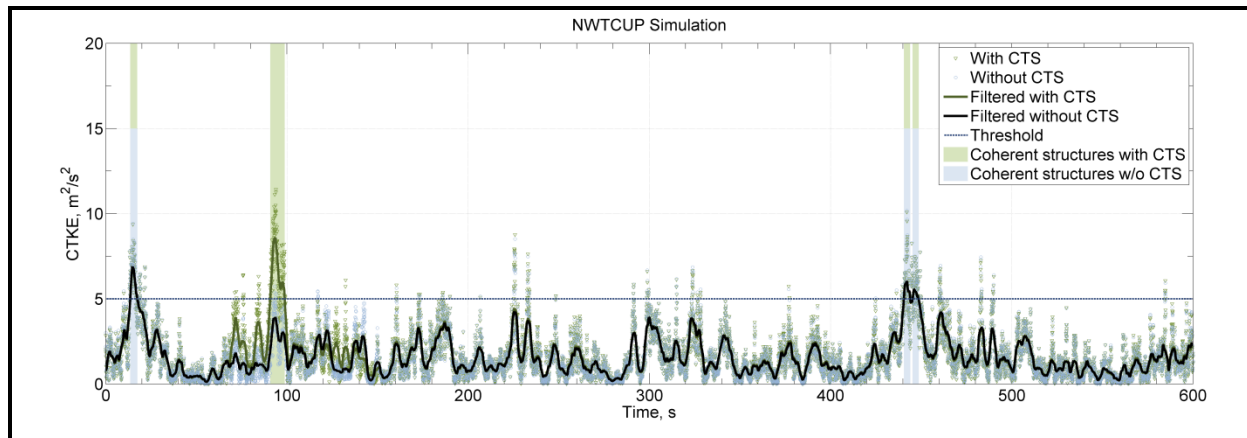 NWTCUP Simulation
20
15
10
5
0
CTKE, m²/s²
With CTS
Without CTS
Filtered with CTS
Filtered without CTS
Threshold
Coherent structures with CTS
Coherent structures w/o CTS
0 100 200 300 400 500 600
Time, s